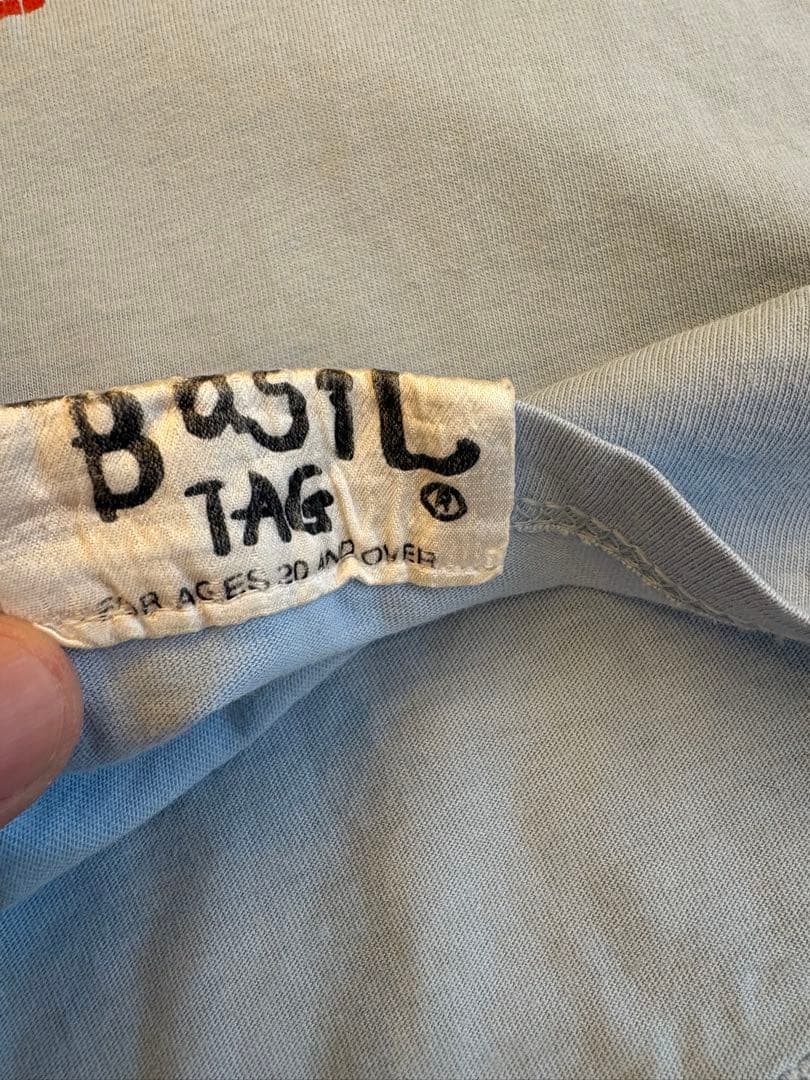 BaSIL
TAG
FOR AGES 20 AND OVER